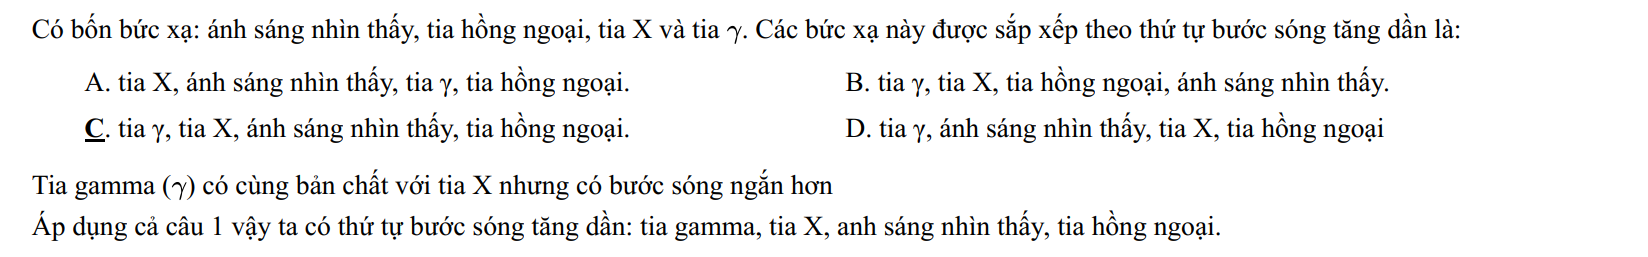 Có bốn bức xạ: ánh sáng nhìn thấy, tia hồng ngoại, tia X và tia γ. Các bức xạ này được sắp xếp theo thứ tự bước sóng tăng dần là:
A. tia X, ánh sáng nhìn thấy, tia γ, tia hồng ngoại. B. tia γ, tia X, tia hồng ngoại, ánh sáng nhìn thấy.
C. tia γ, tia X, ánh sáng nhìn thấy, tia hồng ngoại. D. tia γ, ánh sáng nhìn thấy, tia X, tia hồng ngoại
Tia gamma (γ) có cùng bản chất với tia X nhưng có bước sóng ngắn hơn
Áp dụng cả câu 1 vậy ta có thứ tự bước sóng tăng dần: tia gamma, tia X, anh sáng nhìn thấy, tia hồng ngoại.